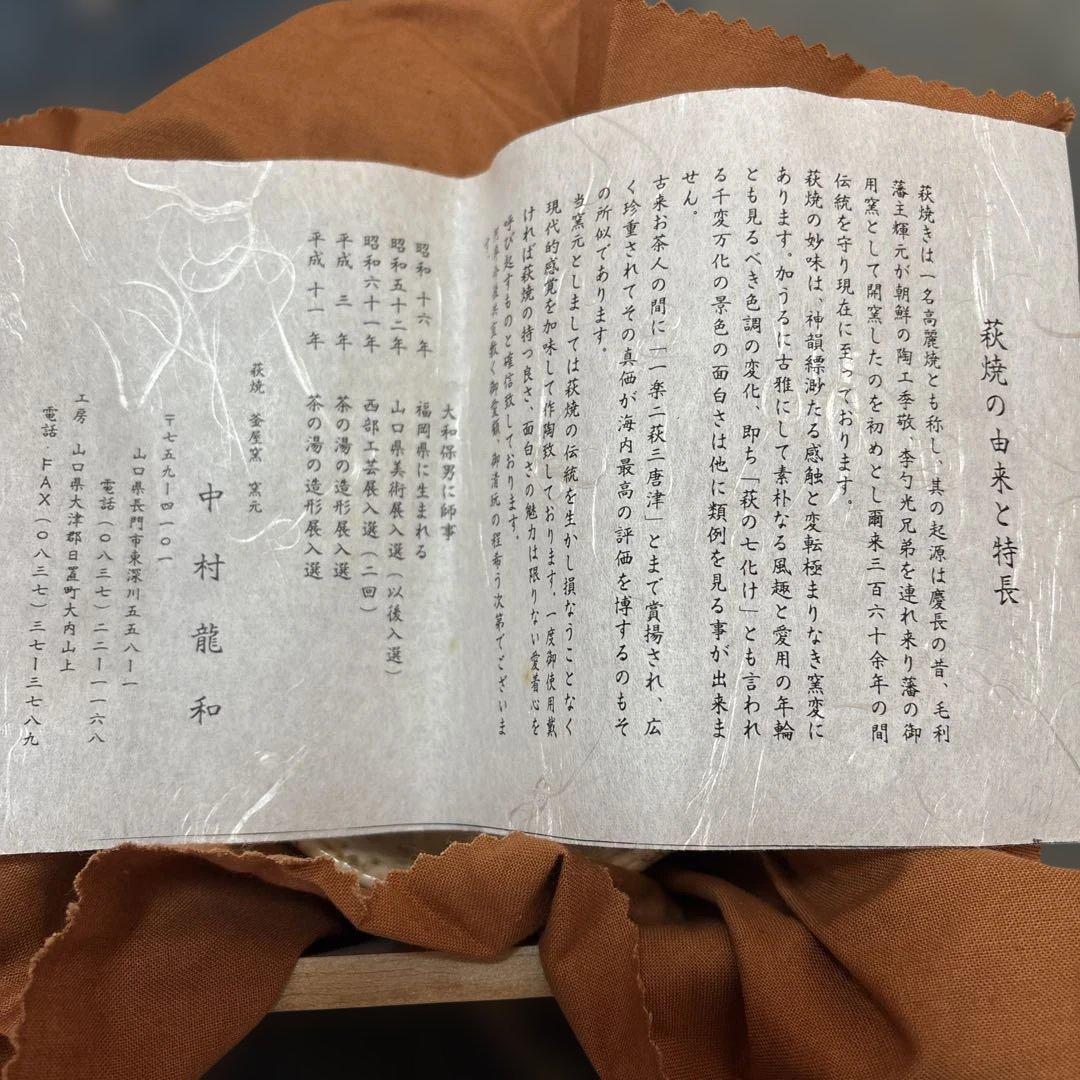 萩焼の由来と特長
萩焼きは一名高麗焼とも称し、其の起源は慶長の昔、毛利
藩主輝元が朝鮮の陶工季敬、李勺光兄弟を連れ来り藩の御
用窯として開窯したのを初めとし爾来三百六十余年の間
伝統を守り現在に至っております。
萩焼の妙味は、神韻縹渺たる感触と変転極まりなき窯変に
あります。加うるに古雅にして素朴なる風趣と愛用の年輪
とも見るべき色調の変化、即ち「萩の七化け」とも言われ
る千変万化の景色の面白さは他に類例を見る事が出来ま
せん。
古来お茶人の間に「一楽二萩三唐津」とまで賞揚され、広
く珍重されてその真価が海内最高の評価を博するのもそ
の所似であります。
当窯元としましては萩焼の伝統を生かし損なうことなく
現代的感覚を加味して作陶致しております。一度御使用戴
ければ萩焼の持つ良さ、面白さの魅力は限りない愛着心を
呼び起すものと確信致しております。
御清玩の程希う次第でございま
す。
大和保男に師事
昭和十六年 福岡県に生まれる
昭和五十二年 山口県美術展入選(以後入選)
昭和六十一年 西部工芸展入選(二回)
平成三年 茶の湯の造形展入選
平成十一年 茶の湯の造形展入選
萩焼 釜屋窯 窯元
中村龍和
〒七五九ー四一〇一
山口県長門市東深川五五八ー一
電話(〇八三七)二二ー一一六八
工房 山口県大津郡日置町大内山上
電話 FAX(〇八三七)三七ー三七八九